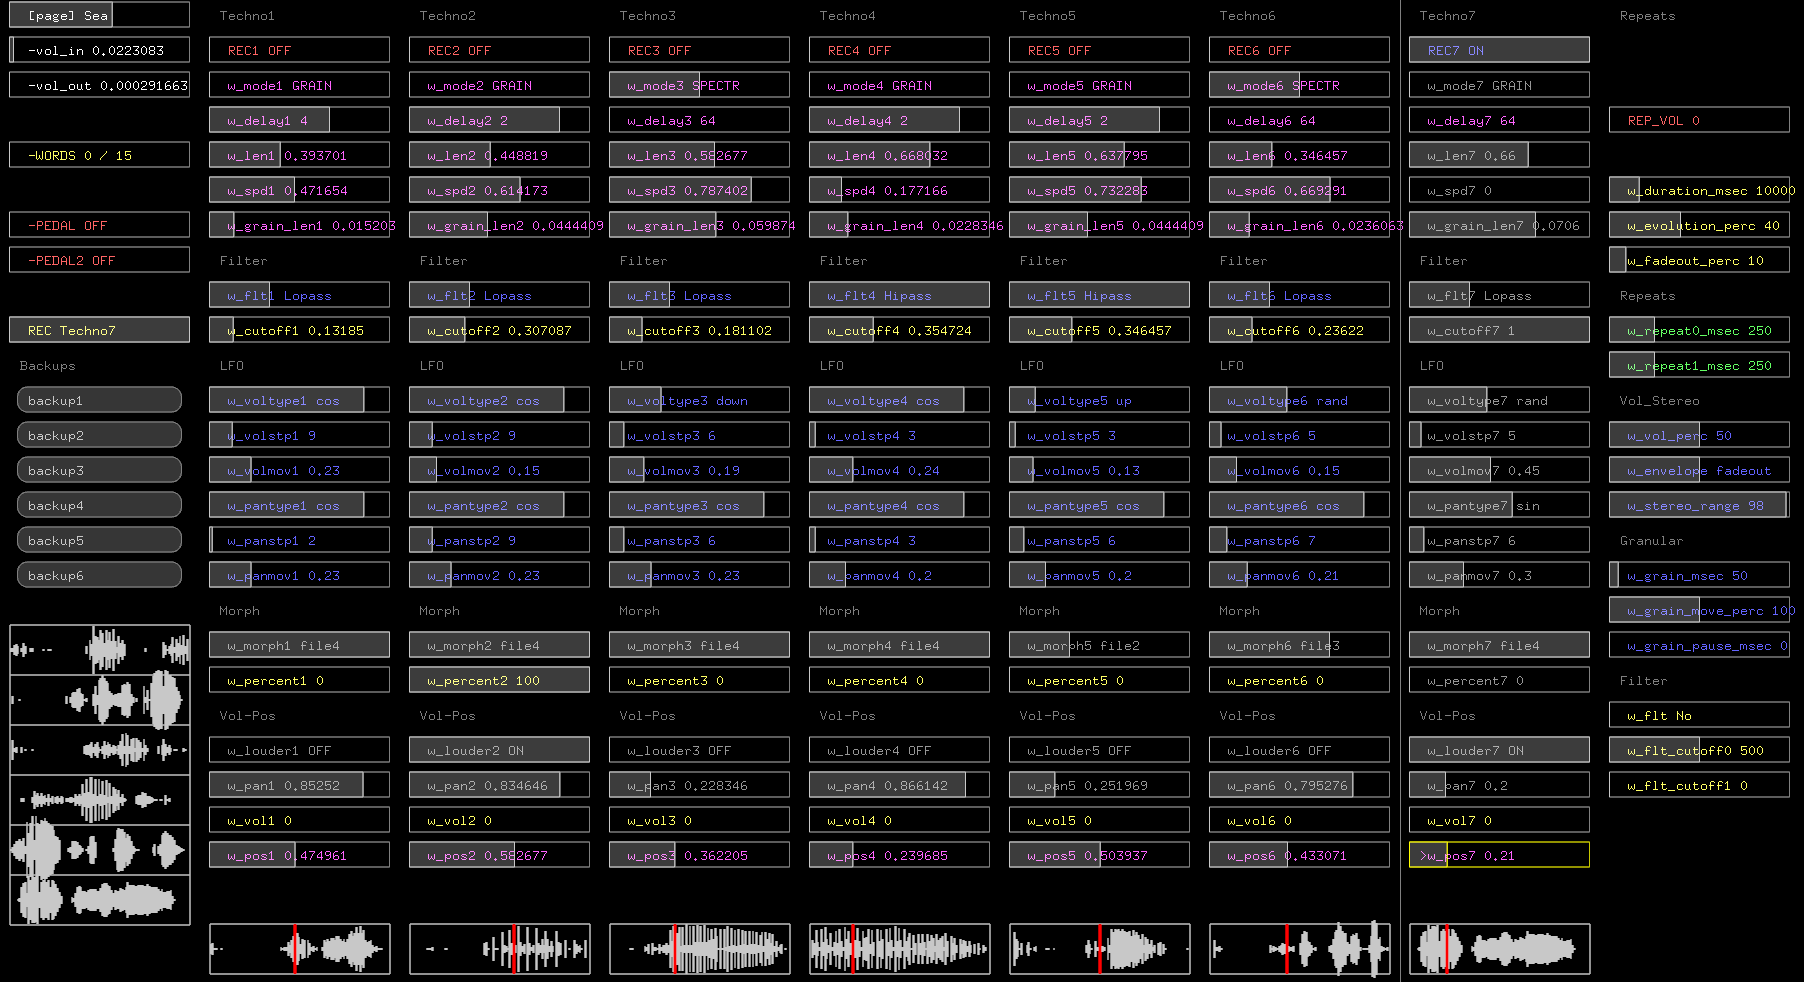 [page] Sea
-vol_in 0.0223083
-vol_out 0.000291663
-WORDS 0 / 15
-PEDAL OFF
-PEDAL2 OFF
REC Techno7
Backups
backup1
backup2
backup3
backup4
backup5
backup6
Techno1
REC1 OFF
w_mode1 GRAIN
w_delay1 4
w_len1 0.393701
w_spd1 0.471654
w_grain_len1 0.015203
Filter
w_flt1 Lopass
w_cutoff1 0.13185
LFO
w_voltype1 cos
w_volstp1 9
w_volmov1 0.23
w_pantype1 cos
w_panstp1 2
w_panmov1 0.23
Morph
w_morph1 file4
w_percent1 0
Vol-Pos
w_louder1 OFF
w_pan1 0.85252
w_vol1 0
w_pos1 0.474961
Techno2
REC2 OFF
w_mode2 GRAIN
w_delay2 2
w_len2 0.448819
w_spd2 0.614173
w_grain_len2 0.0444409
Filter
w_flt2 Lopass
w_cutoff2 0.307087
LFO
w_voltype2 cos
w_volstp2 9
w_volmov2 0.15
w_pantype2 cos
w_panstp2 9
w_panmov2 0.23
Morph
w_morph2 file4
w_percent2 100
Vol-Pos
w_louder2 ON
w_pan2 0.834646
w_vol2 0
w_pos2 0.582677
Techno3
REC3 OFF
w_mode3 SPECTR
w_delay3 64
w_len3 0.582677
w_spd3 0.787402
w_grain_len3 0.059874
Filter
w_flt3 Lopass
w_cutoff3 0.181102
LFO
w_voltype3 down
w_volstp3 6
w_volmov3 0.19
w_pantype3 cos
w_panstp3 6
w_panmov3 0.23
Morph
w_morph3 file4
w_percent3 0
Vol-Pos
w_louder3 OFF
w_pan3 0.228346
w_vol3 0
w_pos3 0.362205
Techno4
REC4 OFF
w_mode4 GRAIN
w_delay4 2
w_len4 0.668032
w_spd4 0.177166
w_grain_len4 0.0228346
Filter
w_flt4 Hipass
w_cutoff4 0.354724
LFO
w_voltype4 cos
w_volstp4 3
w_volmov4 0.24
w_pantype4 cos
w_panstp4 3
w_panmov4 0.2
Morph
w_morph4 file4
w_percent4 0
Vol-Pos
w_louder4 OFF
w_pan4 0.866142
w_vol4 0
w_pos4 0.239685
Techno5
REC5 OFF
w_mode5 GRAIN
w_delay5 2
w_len5 0.637795
w_spd5 0.732283
w_grain_len5 0.0444409
Filter
w_flt5 Hipass
w_cutoff5 0.346457
LFO
w_voltype5 up
w_volstp5 3
w_volmov5 0.13
w_pantype5 cos
w_panstp5 6
w_panmov5 0.2
Morph
w_morph5 file2
w_percent5 0
Vol-Pos
w_louder5 OFF
w_pan5 0.251969
w_vol5 0
w_pos5 0.503937
Techno6
REC6 OFF
w_mode6 SPECTR
w_delay6 64
w_len6 0.346457
w_spd6 0.669291
w_grain_len6 0.0236063
Filter
w_flt6 Lopass
w_cutoff6 0.23622
LFO
w_voltype6 rand
w_volstp6 5
w_volmov6 0.15
w_pantype6 cos
w_panstp6 7
w_panmov6 0.21
Morph
w_morph6 file3
w_percent6 0
Vol-Pos
w_louder6 OFF
w_pan6 0.795276
w_vol6 0
w_pos6 0.433071
Techno7
REC7 ON
w_mode7 GRAIN
w_delay7 64
w_len7 0.66
w_spd7 0
w_grain_len7 0.0706
Filter
w_flt7 Lopass
w_cutoff7 1
LFO
w_voltype7 rand
w_volstp7 5
w_volmov7 0.45
w_pantype7 sin
w_panstp7 6
w_panmov7 0.3
Morph
w_morph7 file4
w_percent7 0
Vol-Pos
w_louder7 ON
w_pan7 0.2
w_vol7 0
>w_pos7 0.21
Repeats
REP_VOL 0
w_duration_msec 10000
w_evolution_perc 40
w_fadeout_perc 10
Repeats
w_repeat0_msec 250
w_repeat1_msec 250
Vol_Stereo
w_vol_perc 50
w_envelope fadeout
w_stereo_range 98
Granular
w_grain_msec 50
w_grain_move_perc 100
w_grain_pause_msec 0
Filter
w_flt No
w_flt_cutoff0 500
w_flt_cutoff1 0